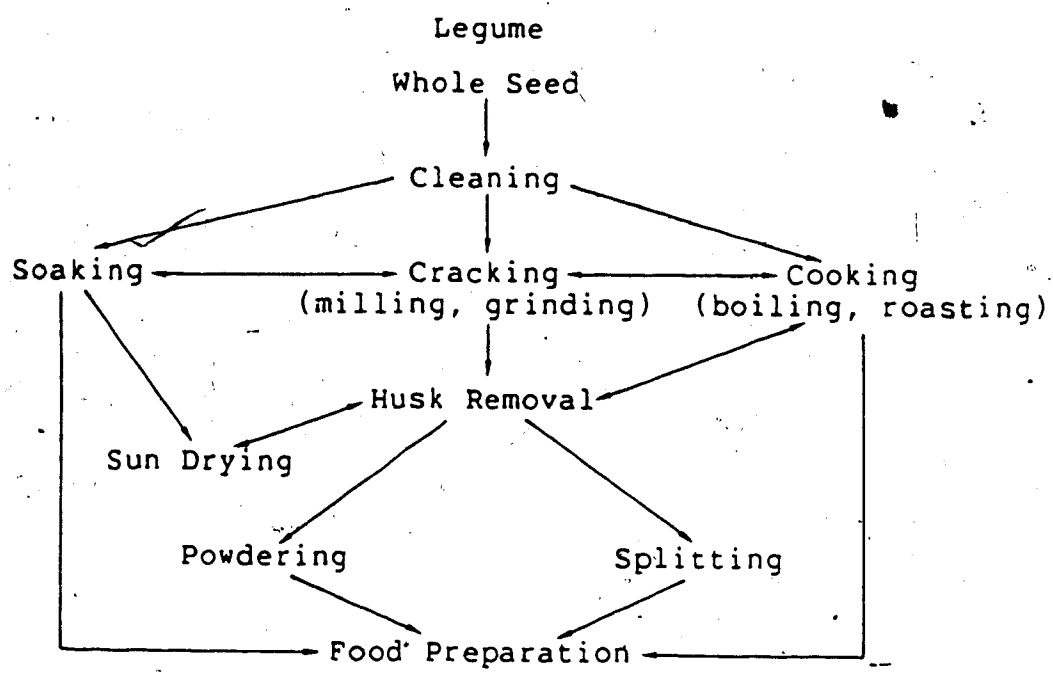 Legume
Whole Seed
Cleaning
Soaking
Cracking
(milling, grinding)
Cooking
(boiling, roasting)
Husk Removal
Sun Drying
Powdering
Splitting
Food Preparation